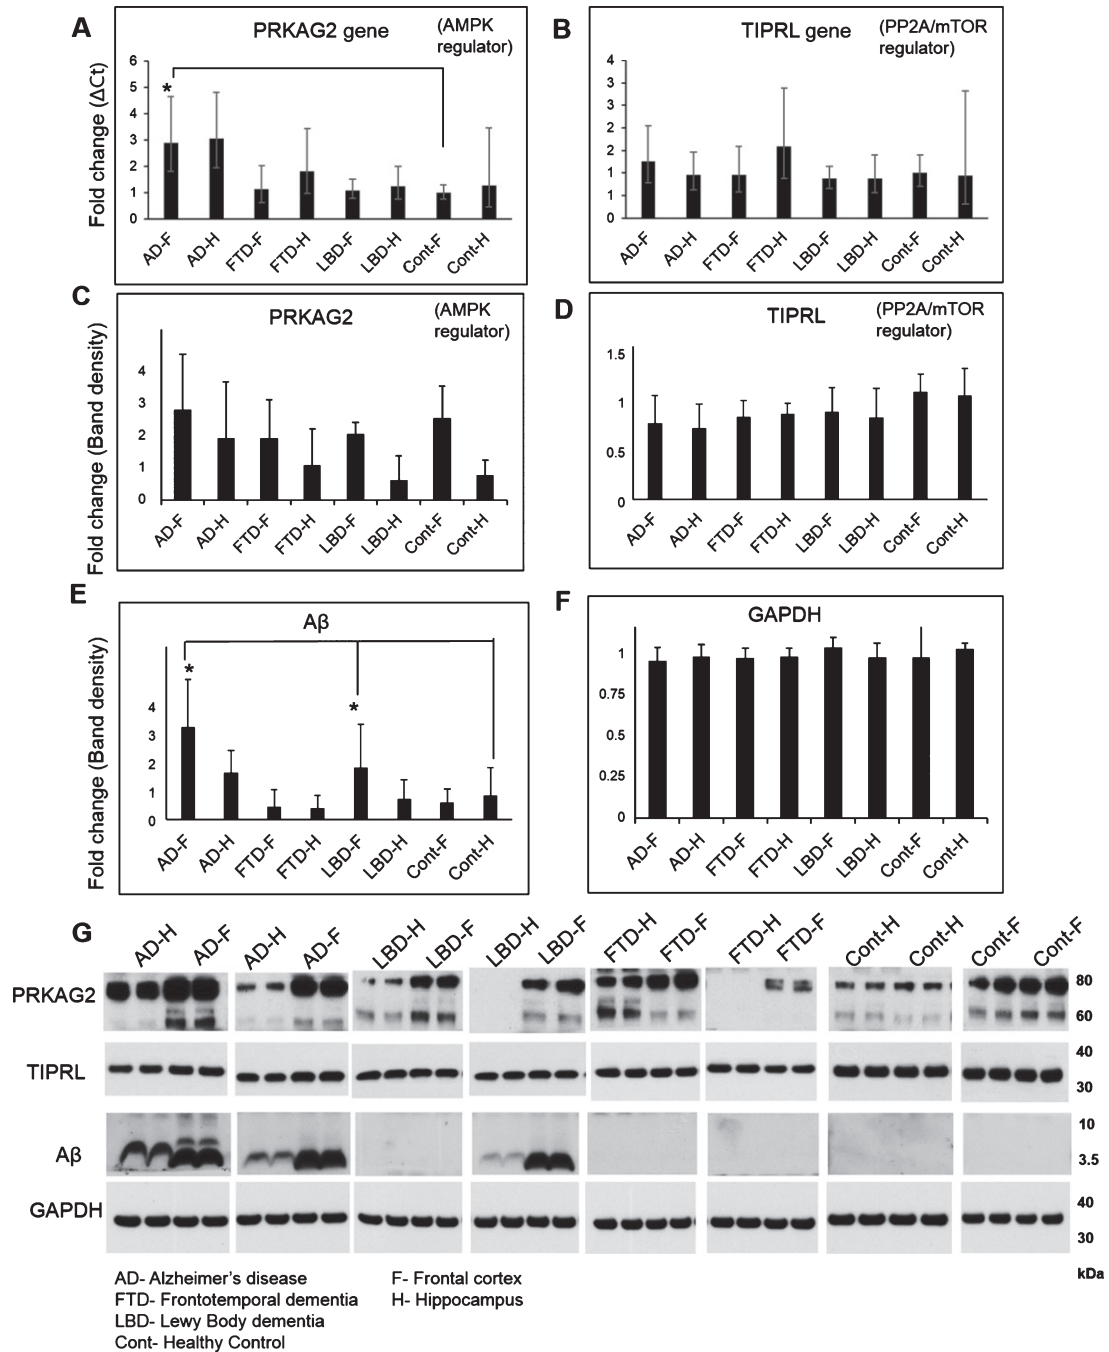 A
PRKAG2 gene
(AMPK
regulator)
Fold change (ΔCt)
6
5
4
3
2
1
0
*
AD-F
AD-H
FTD-F
FTD-H
LBD-F
LBD-H
Cont-F
Cont-H
B
TIPRL gene
(PP2A/mTOR
regulator)
4
3
3
2
2
1
1
0
AD-F
AD-H
FTD-F
FTD-H
LBD-F
LBD-H
Cont-F
Cont-H
C
PRKAG2
(AMPK
regulator)
Fold change (Band density)
4
3
2
1
0
AD-F
AD-H
FTD-F
FTD-H
LBD-F
LBD-H
Cont-F
Cont-H
D
TIPRL
(PP2A/mTOR
regulator)
1.5
1
0.5
0
AD-F
AD-H
FTD-F
FTD-H
LBD-F
LBD-H
Cont-F
Cont-H
E
Aβ
Fold change (Band density)
4
3
2
1
0
*
*
AD-F
AD-H
FTD-F
FTD-H
LBD-F
LBD-H
Cont-F
Cont-H
F
GAPDH
1
0.75
0.5
0.25
0
AD-F
AD-H
FTD-F
FTD-H
LBD-F
LBD-H
Cont-F
Cont-H
G
AD-H AD-F AD-H AD-F LBD-H LBD-F LBD-H LBD-F FTD-H FTD-F FTD-H FTD-F Cont-H Cont-H Cont-F Cont-F
PRKAG2
80
60
TIPRL
40
30
Aβ
10
3.5
GAPDH
40
30
kDa
AD- Alzheimer's disease
F- Frontal cortex
FTD- Frontotemporal dementia
H- Hippocampus
LBD- Lewy Body dementia
Cont- Healthy Control